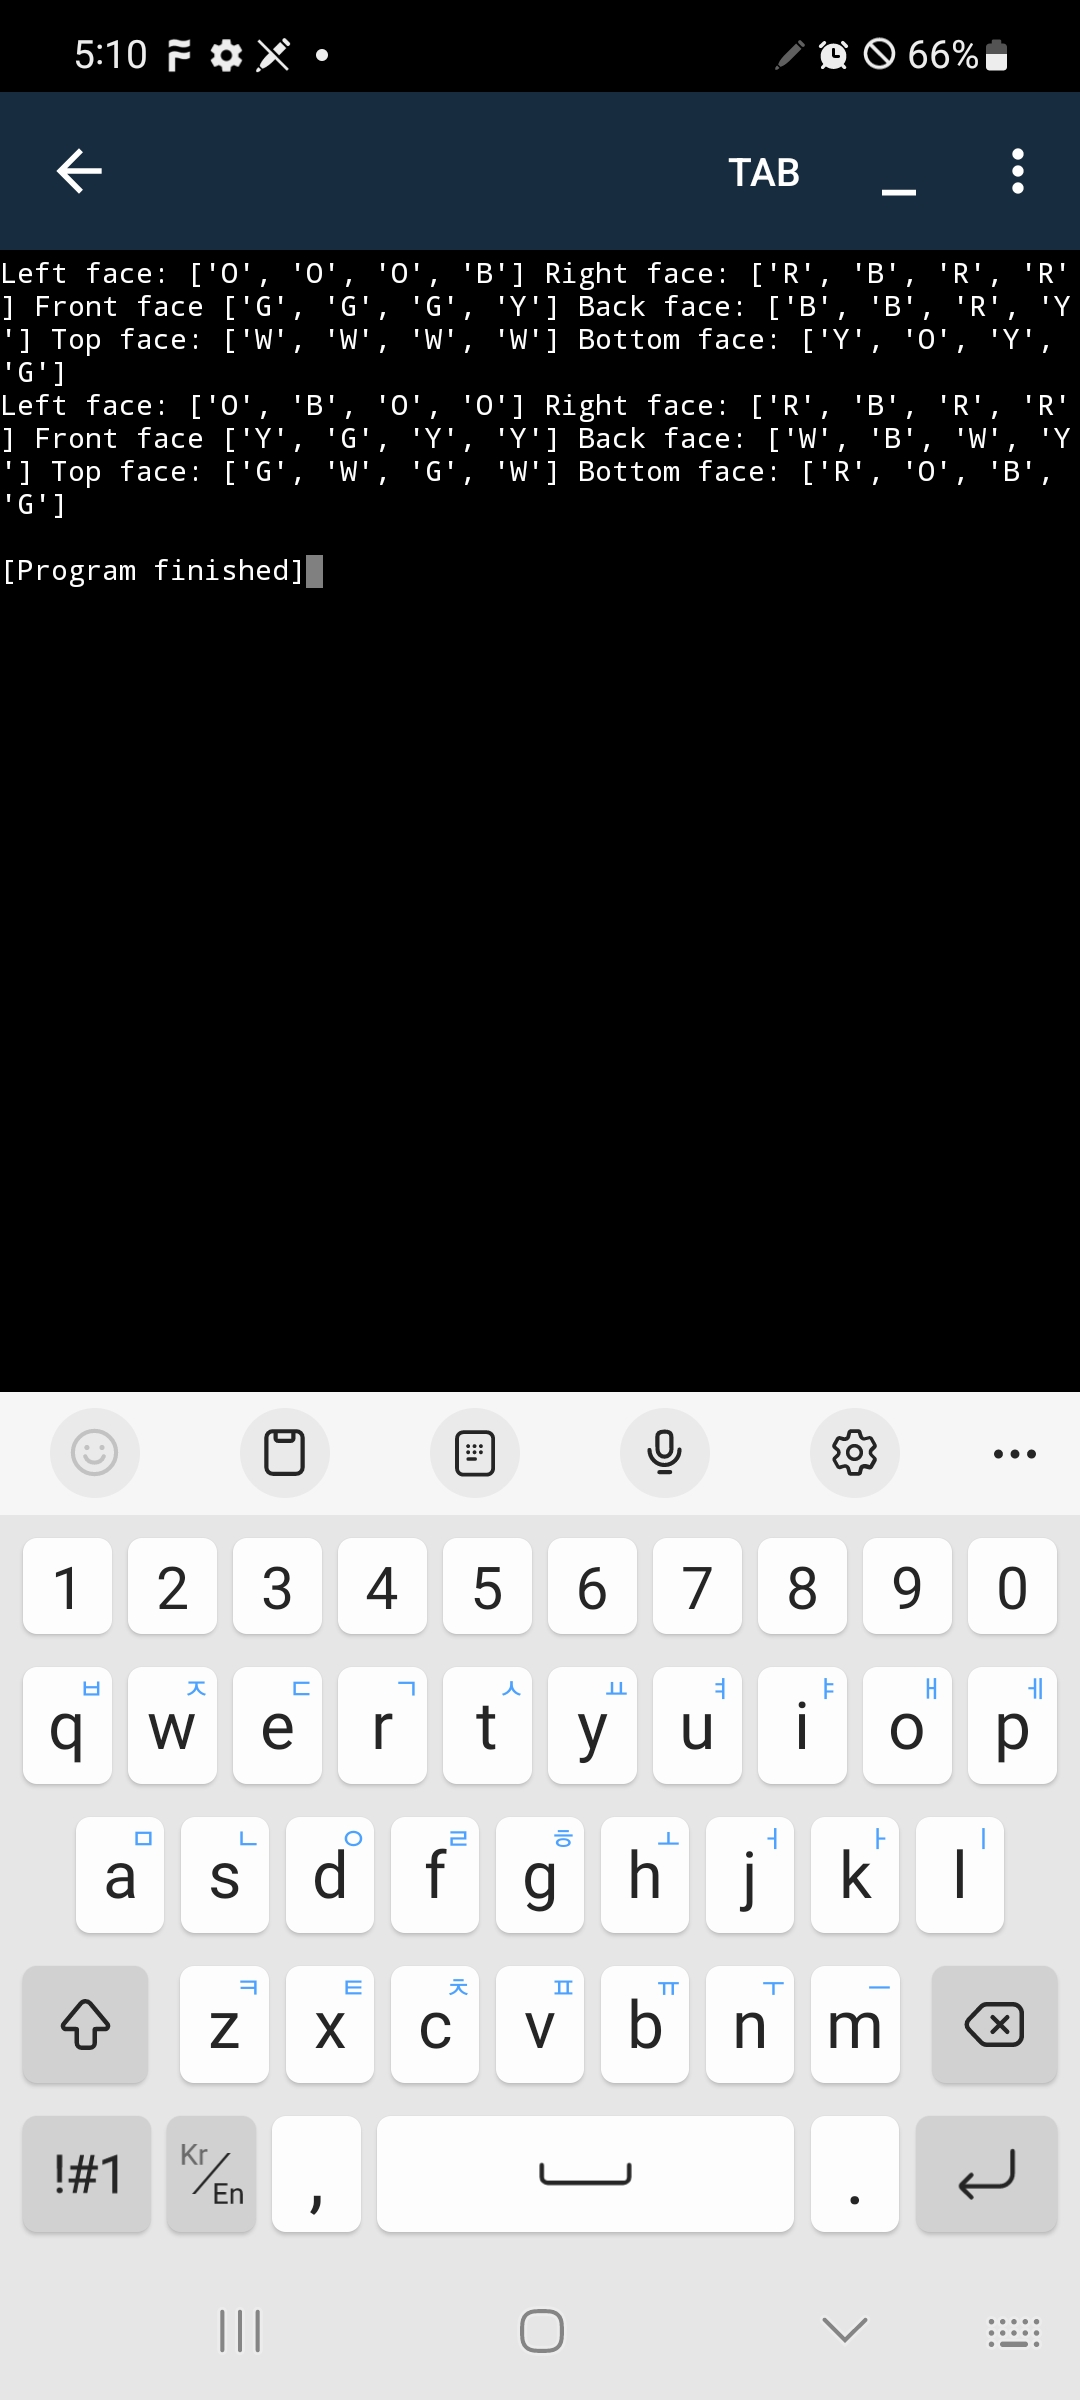 5:10 66%
TAB
Left face: ['O', 'O', 'O', 'B'] Right face: ['R', 'B', 'R', 'R'
] Front face ['G', 'G', 'G', 'Y'] Back face: ['B', 'B', 'R', 'Y
'] Top face: ['W', 'W', 'W', 'W'] Bottom face: ['Y', 'O', 'Y',
'G']
Left face: ['O', 'B', 'O', 'O'] Right face: ['R', 'B', 'R', 'R'
] Front face ['Y', 'G', 'Y', 'Y'] Back face: ['W', 'B', 'W', 'Y
'] Top face: ['G', 'W', 'G', 'W'] Bottom face: ['R', 'O', 'B',
'G']
[Program finished]
1 2 3 4 5 6 7 8 9 0
ㅂ ㅈ ㄷ ㄱ ㅅ ㅛ ㅕ ㅑ ㅐ ㅔ
q w e r t y u i o p
ㅁ ㄴ ㅇ ㄹ ㅎ ㅗ ㅓ ㅏ ㅣ
a s d f g h j k l
ㅋ ㅌ ㅊ ㅍ ㅠ ㅜ ㅡ
z x c v b n m
!#1 Kr/En , .